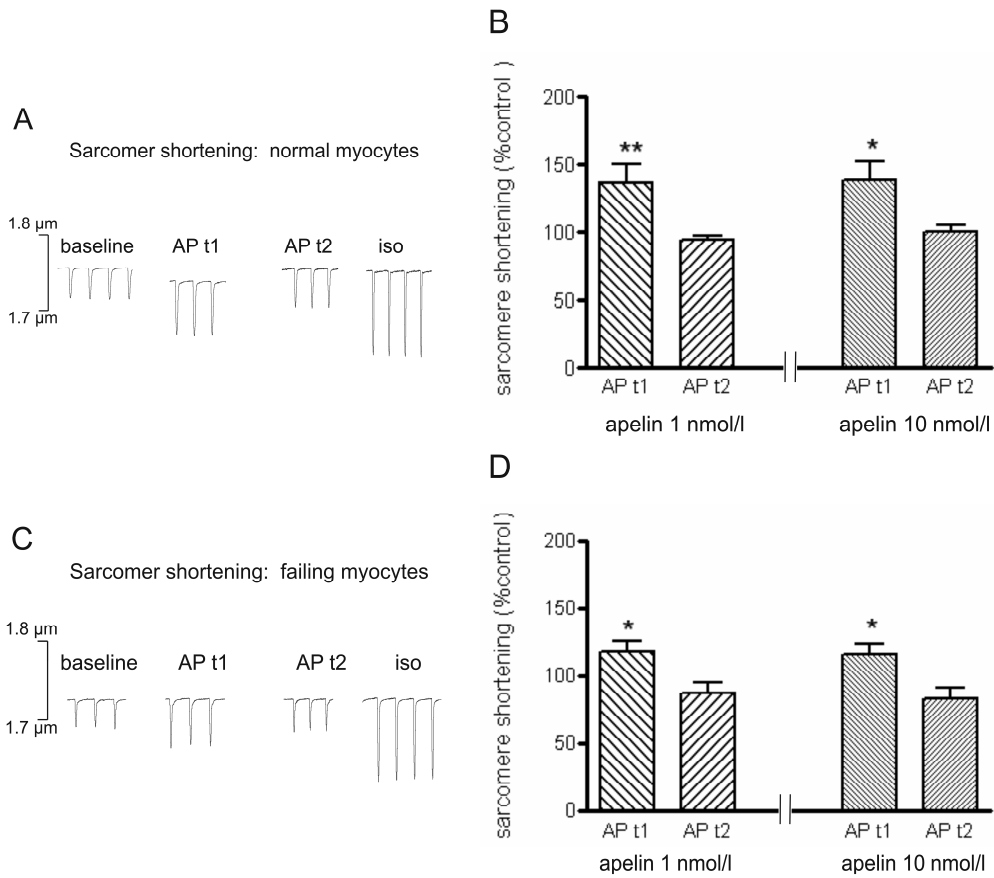 A
Sarcomer shortening: normal myocytes
1.8 µm
1.7 µm
baseline
AP t1
AP t2
iso
B
sarcomere shortening (%control )
200
150
100
50
0
**
*
AP t1
AP t2
AP t1
AP t2
apelin 1 nmol/l
apelin 10 nmol/l
C
Sarcomer shortening: failing myocytes
1.8 µm
1.7 µm
baseline
AP t1
AP t2
iso
D
sarcomere shortening (%control)
200
150
100
50
0
*
*
AP t1
AP t2
AP t1
AP t2
apelin 1 nmol/l
apelin 10 nmol/l